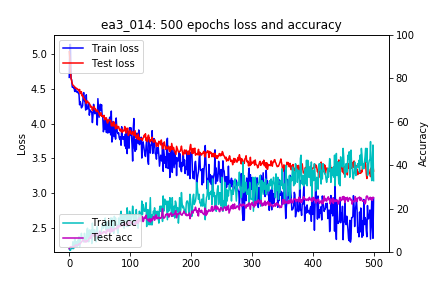 ea3_014: 500 epochs loss and accuracy
Train loss
Test loss
5.0
4.5
4.0
3.5
3.0
2.5
Loss
100
80
60
40
20
0
Accuracy
Train acc
Test acc
0
100
200
300
400
500